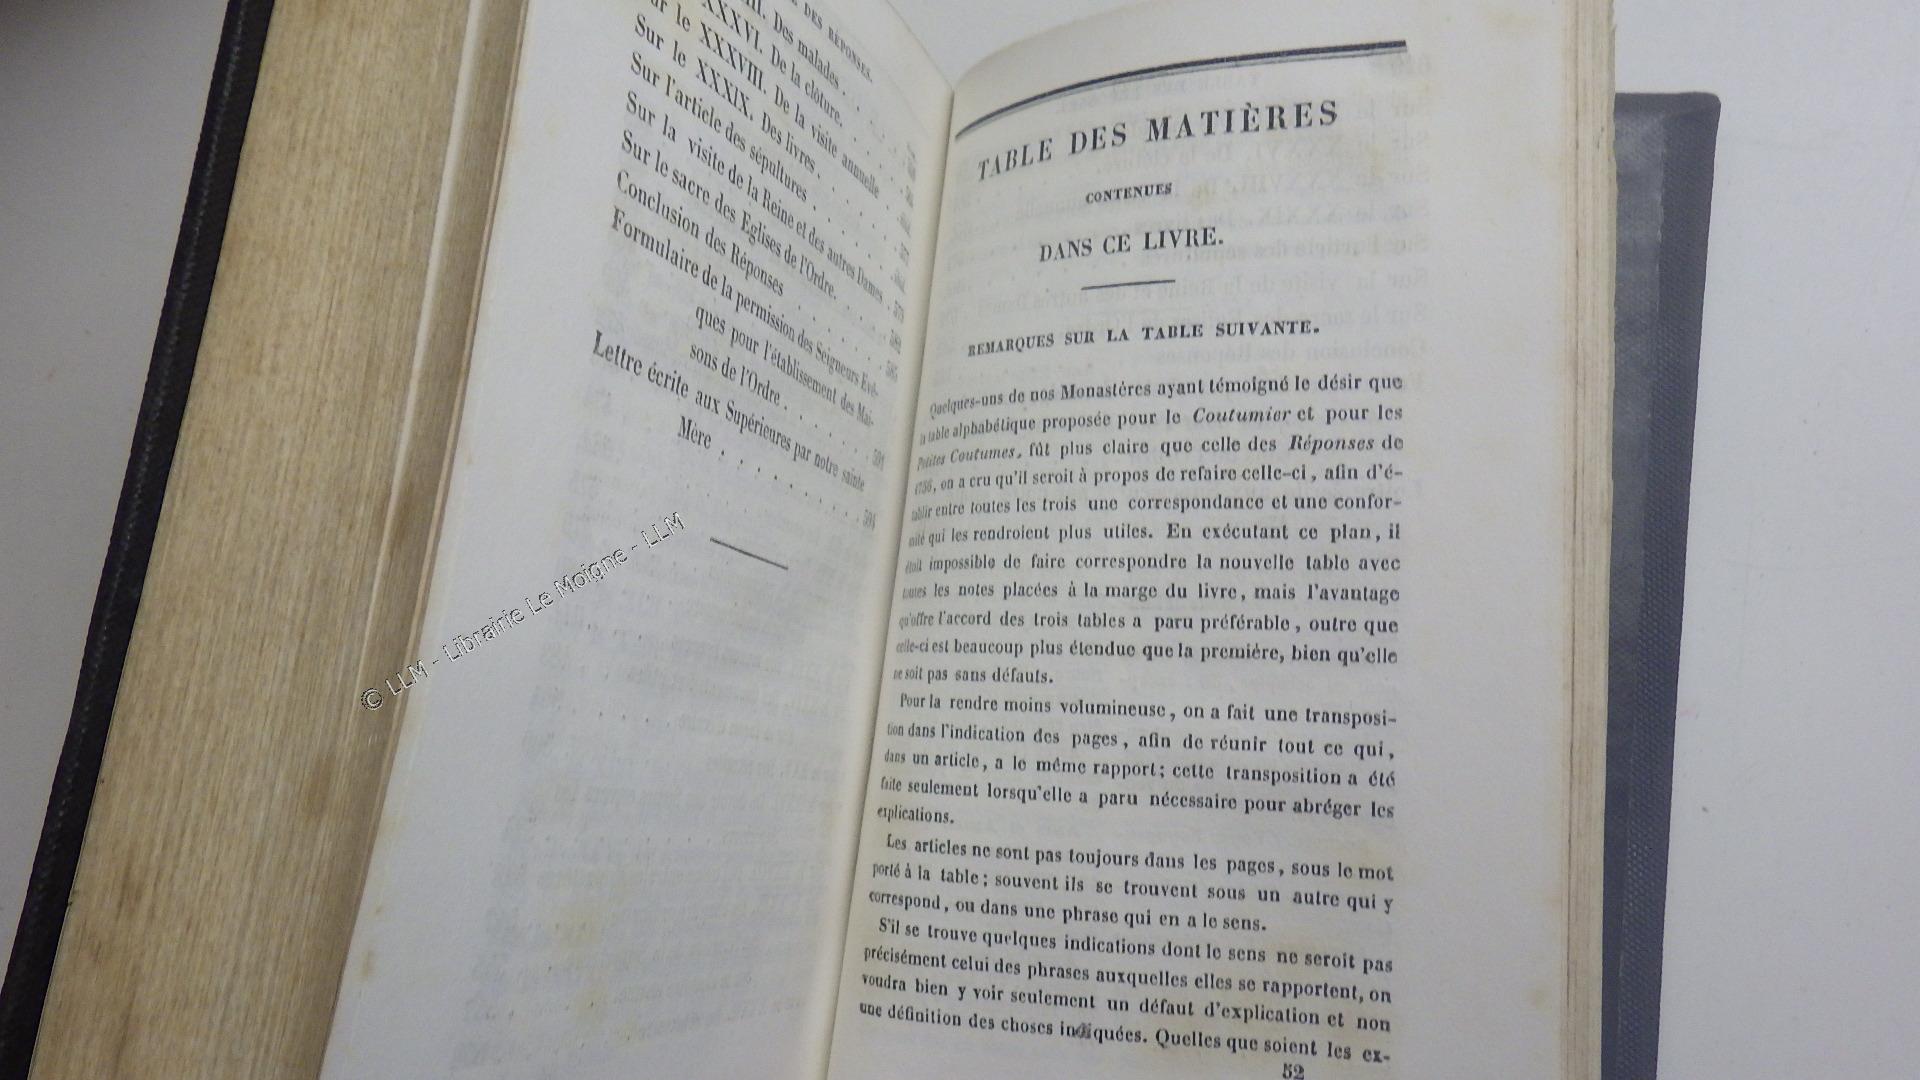 DES RÉPONSES.
Des malades . .
XXXVI. De la clôture.
le XXXVIII. De la visite annuelle
Sur le XXXIX. Des livres .
Sur l'article des sépultures
Sur la visite de la Reine et des autres Dames . 579
Sur le sacre des Eglises de l'Ordre.
Conclusion des Réponses . . . 585
Formulaire de la permission des Seigneurs Evê-
ques pour l'établissement des Mai-
sons de l'Ordre . . . 591
Lettre écrite aux Supérieures par notre sainte
Mère . . . 594
© LLM - Librairie Le Moigne - LLM
TABLE DES MATIÈRES
CONTENUES
DANS CE LIVRE.
REMARQUES SUR LA TABLE SUIVANTE.
Quelques-uns de nos Monastères ayant témoigné le désir que
la table alphabétique proposée pour le Coutumier et pour les
Petites Coutumes, fût plus claire que celle des Réponses de
on a cru qu'il seroit à propos de refaire celle-ci, afin d'é-
tablir entre toutes les trois une correspondance et une confor-
mité qui les rendroient plus utiles. En exécutant ce plan, il
étoit impossible de faire correspondre la nouvelle table avec
toutes les notes placées à la marge du livre, mais l'avantage
qu'offre l'accord des trois tables a paru préférable, outre que
celle-ci est beaucoup plus étendue que la première, bien qu'elle
ne soit pas sans défauts.
Pour la rendre moins volumineuse, on a fait une transposi-
tion dans l'indication des pages, afin de réunir tout ce qui,
dans un article, a le même rapport; cette transposition a été
faite seulement lorsqu'elle a paru nécessaire pour abréger les
explications.
Les articles ne sont pas toujours dans les pages, sous le mot
porté à la table; souvent ils se trouvent sous un autre qui y
correspond, ou dans une phrase qui en a le sens.
S'il se trouve quelques indications dont le sens ne seroit pas
précisément celui des phrases auxquelles elles se rapportent, on
voudra bien y voir seulement un défaut d'explication et non
une définition des choses indiquées. Quelles que soient les ex-
52